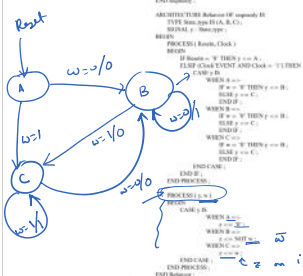 Reset
A
w=0/0
B
w=0/1
w=1
w=1/0
C
w=0/0
w=1/1
END sequmoly ;
ARCHITECTURE Behavior OF sequmoly IS
TYPE State_type IS (A, B, C) ;
SIGNAL y : State_type ;
BEGIN
PROCESS ( Resetn, Clock )
BEGIN
IF Resetn = '0' THEN y <= A ;
ELSIF (Clock'EVENT AND Clock = '1') THEN
CASE y IS
WHEN A =>
IF w = '0' THEN y <= B ;
ELSE y <= C ;
END IF ;
WHEN B =>
IF w = '0' THEN y <= B ;
ELSE y <= C ;
END IF ;
WHEN C =>
IF w = '0' THEN y <= B ;
ELSE y <= C ;
END IF ;
END CASE ;
END IF ;
END PROCESS ;
PROCESS ( y, w )
BEGIN
CASE y IS
WHEN A =>
WHEN B =>
z <= NOT w ;
WHEN C =>
z <= w ;
END CASE ;
END PROCESS ;
END Behavior ;